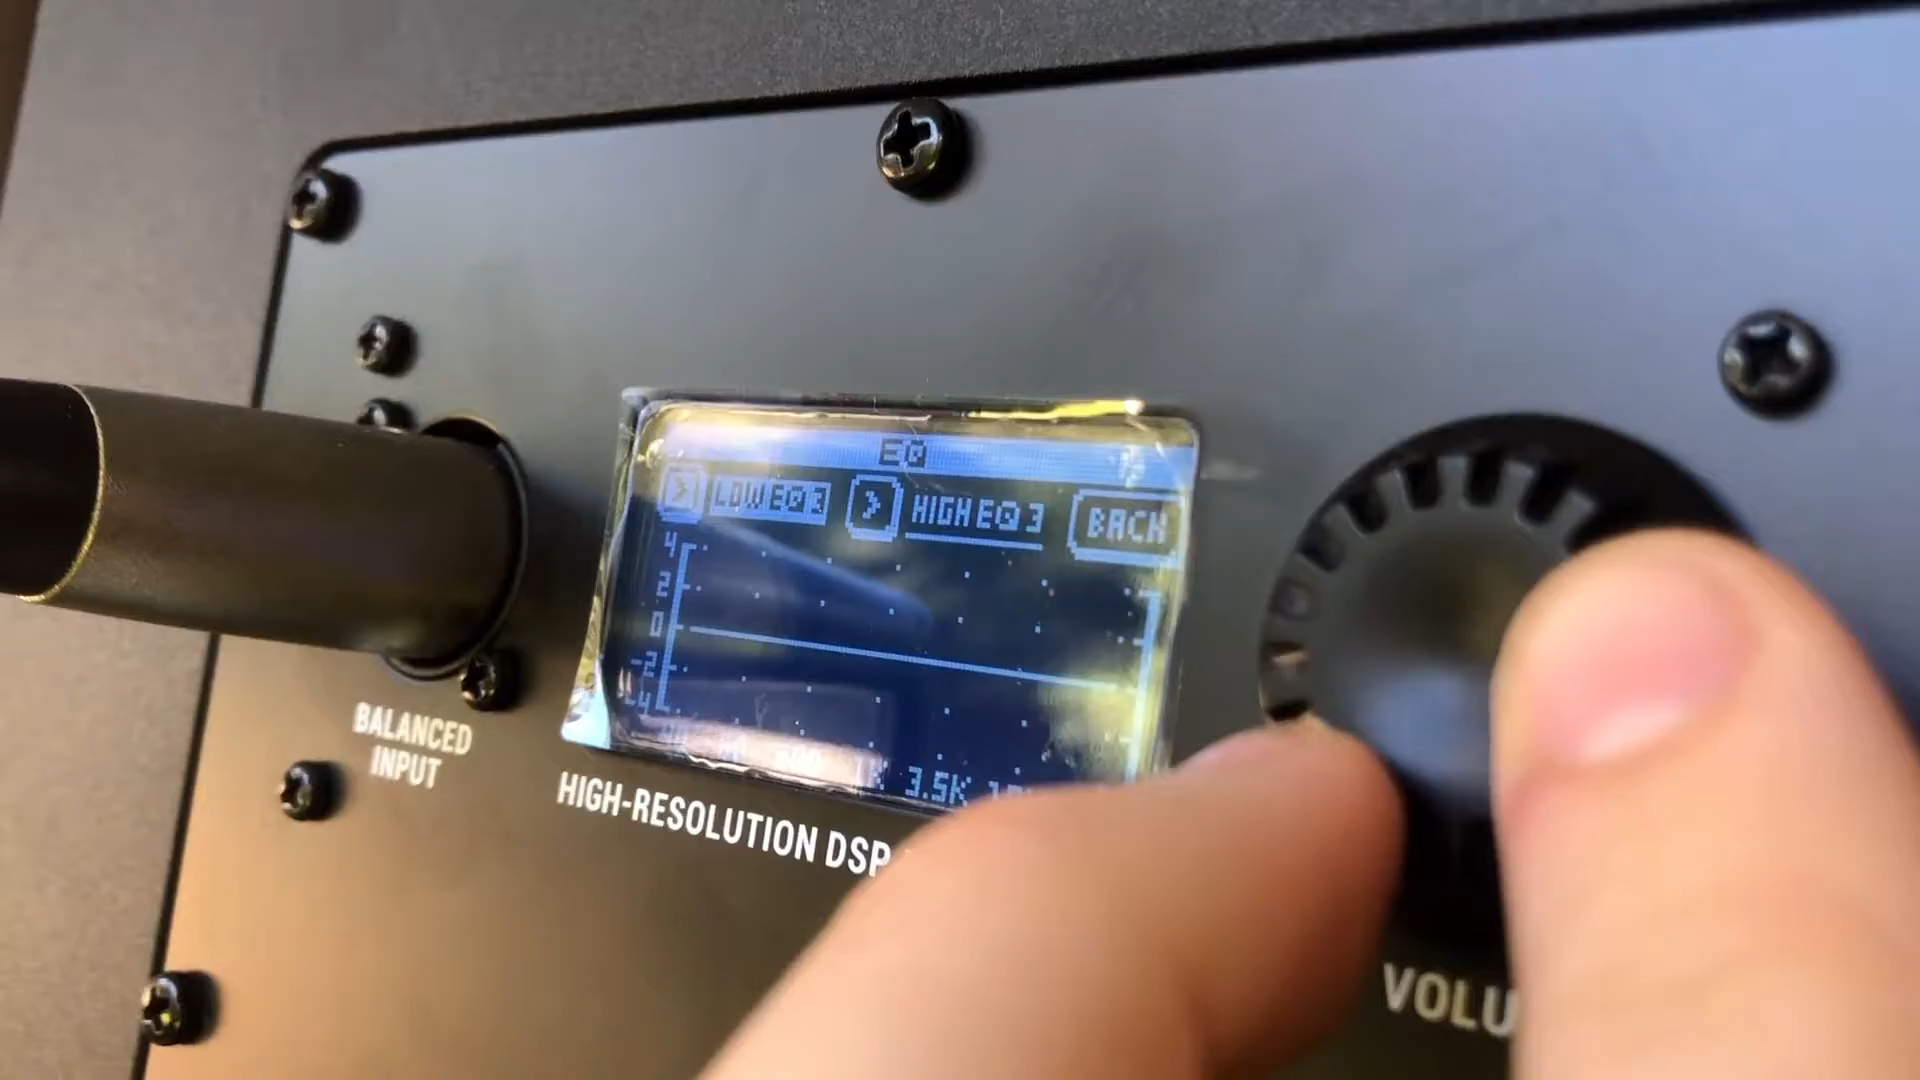 EQ
> LOW EQ 3 > HIGH EQ 3 BACK
4
2
0
-2
-4
3.5K
BALANCED
INPUT
HIGH-RESOLUTION DSP
VOLU